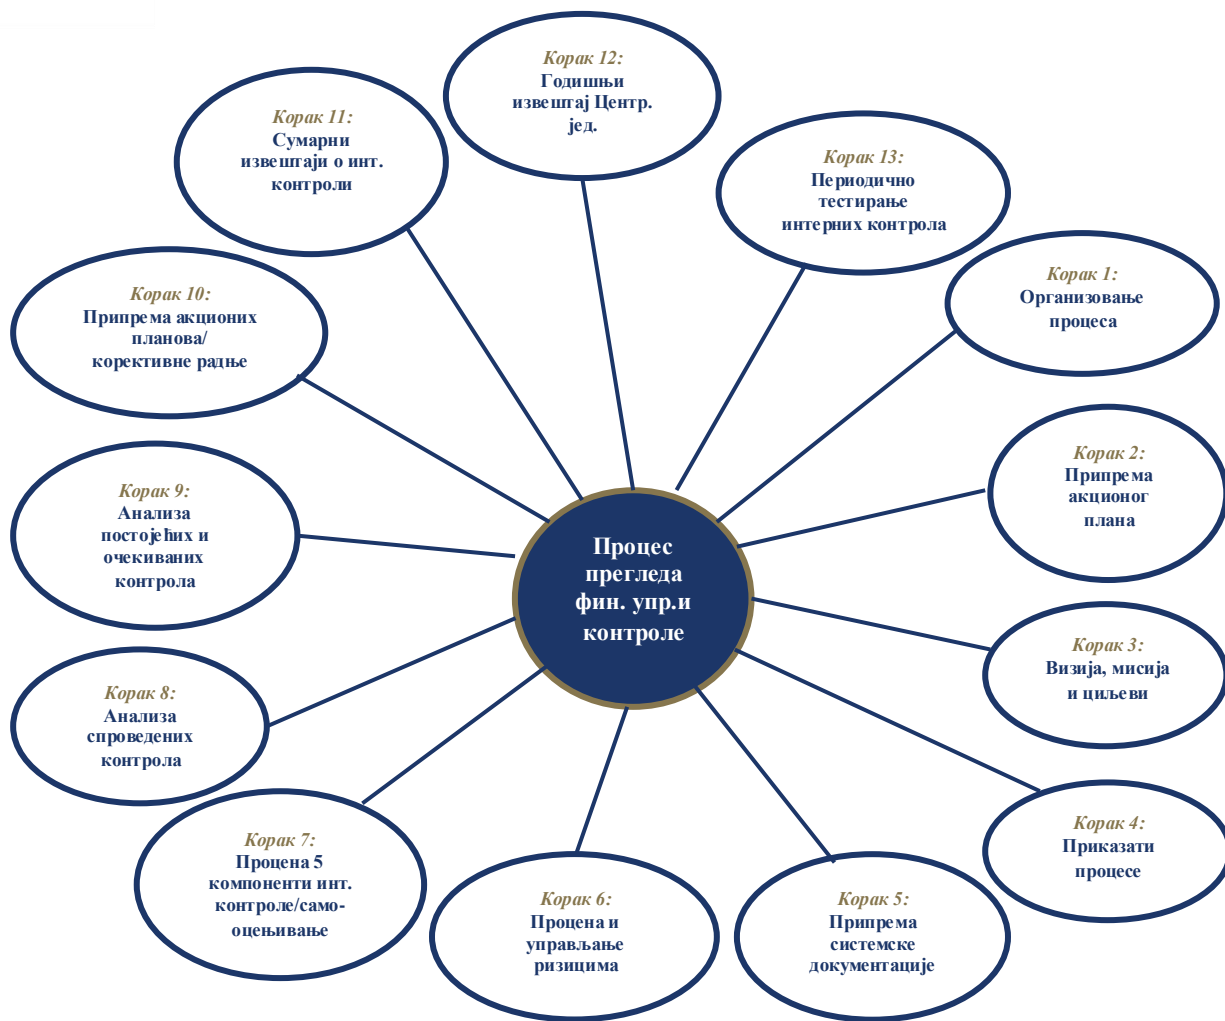 Корак 12:
Годишњи
извештај Центр.
јед.
Корак 11:
Сумарни
извештаји о инт.
контроли
Корак 13:
Периодично
тестирање
интерних контрола
Корак 1:
Организовање
процеса
Корак 10:
Припрема акционих
планова/
корективне радње
Корак 2:
Припрема
акционог
плана
Корак 9:
Анализа
постојећих и
очекиваних
контрола
Процес
прегледа
фин. упр.и
контроле
Корак 3:
Визија, мисија
и циљеви
Корак 8:
Анализа
спроведених
контрола
Корак 4:
Приказати
процесе
Корак 7:
Процена 5
компоненти инт.
контроле/само-
оцењивање
Корак 6:
Процена и
управљање
ризицима
Корак 5:
Припрема
системске
документације